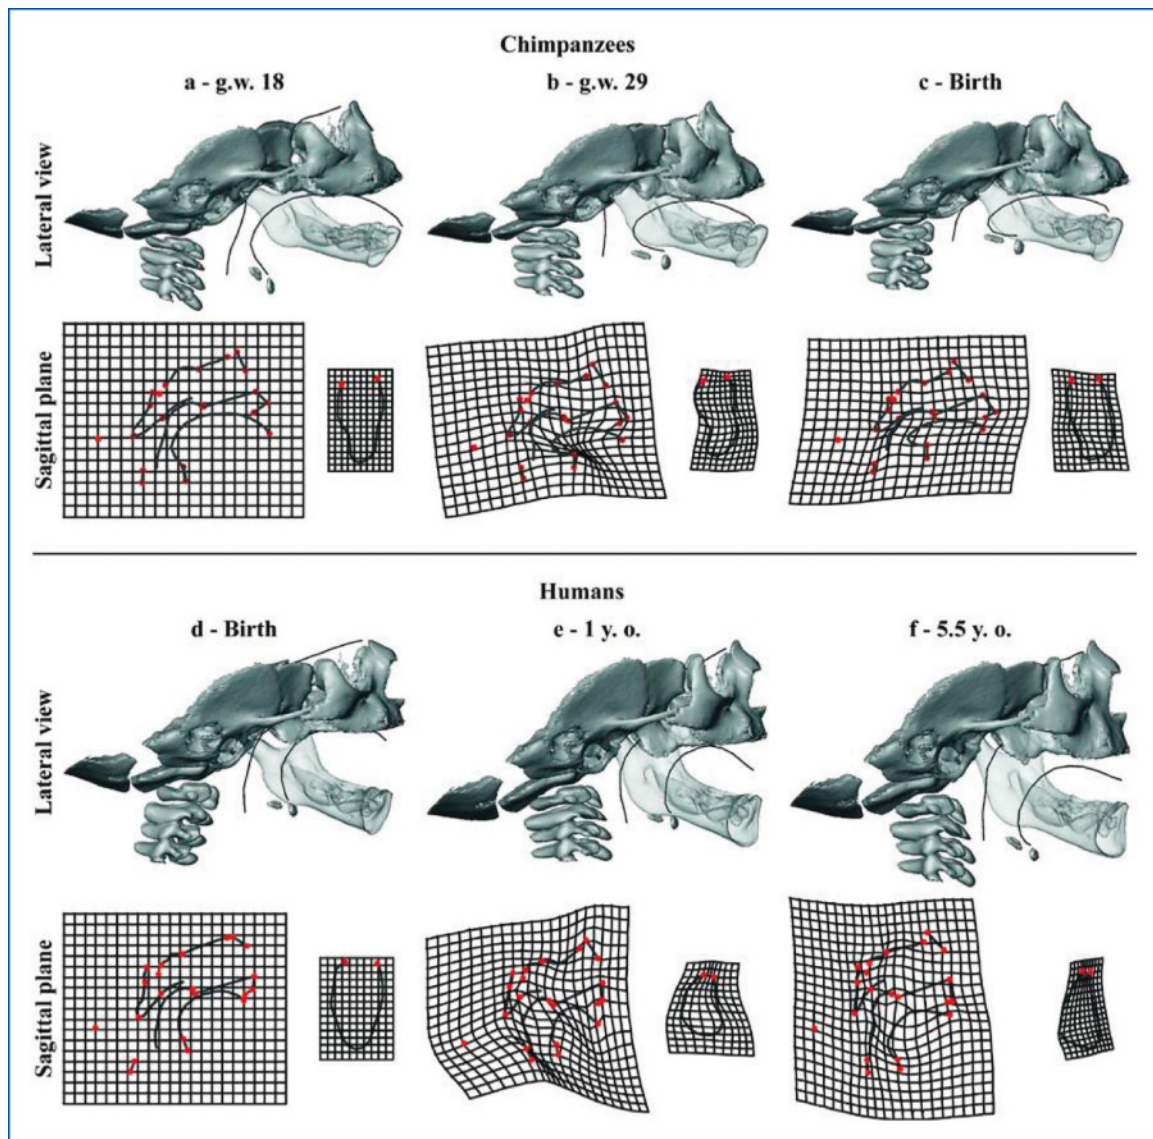 Chimpanzees
a - g.w. 18
b - g.w. 29
c - Birth
Lateral view
Sagittal plane
Humans
d - Birth
e - 1 y. o.
f - 5.5 y. o.
Lateral view
Sagittal plane